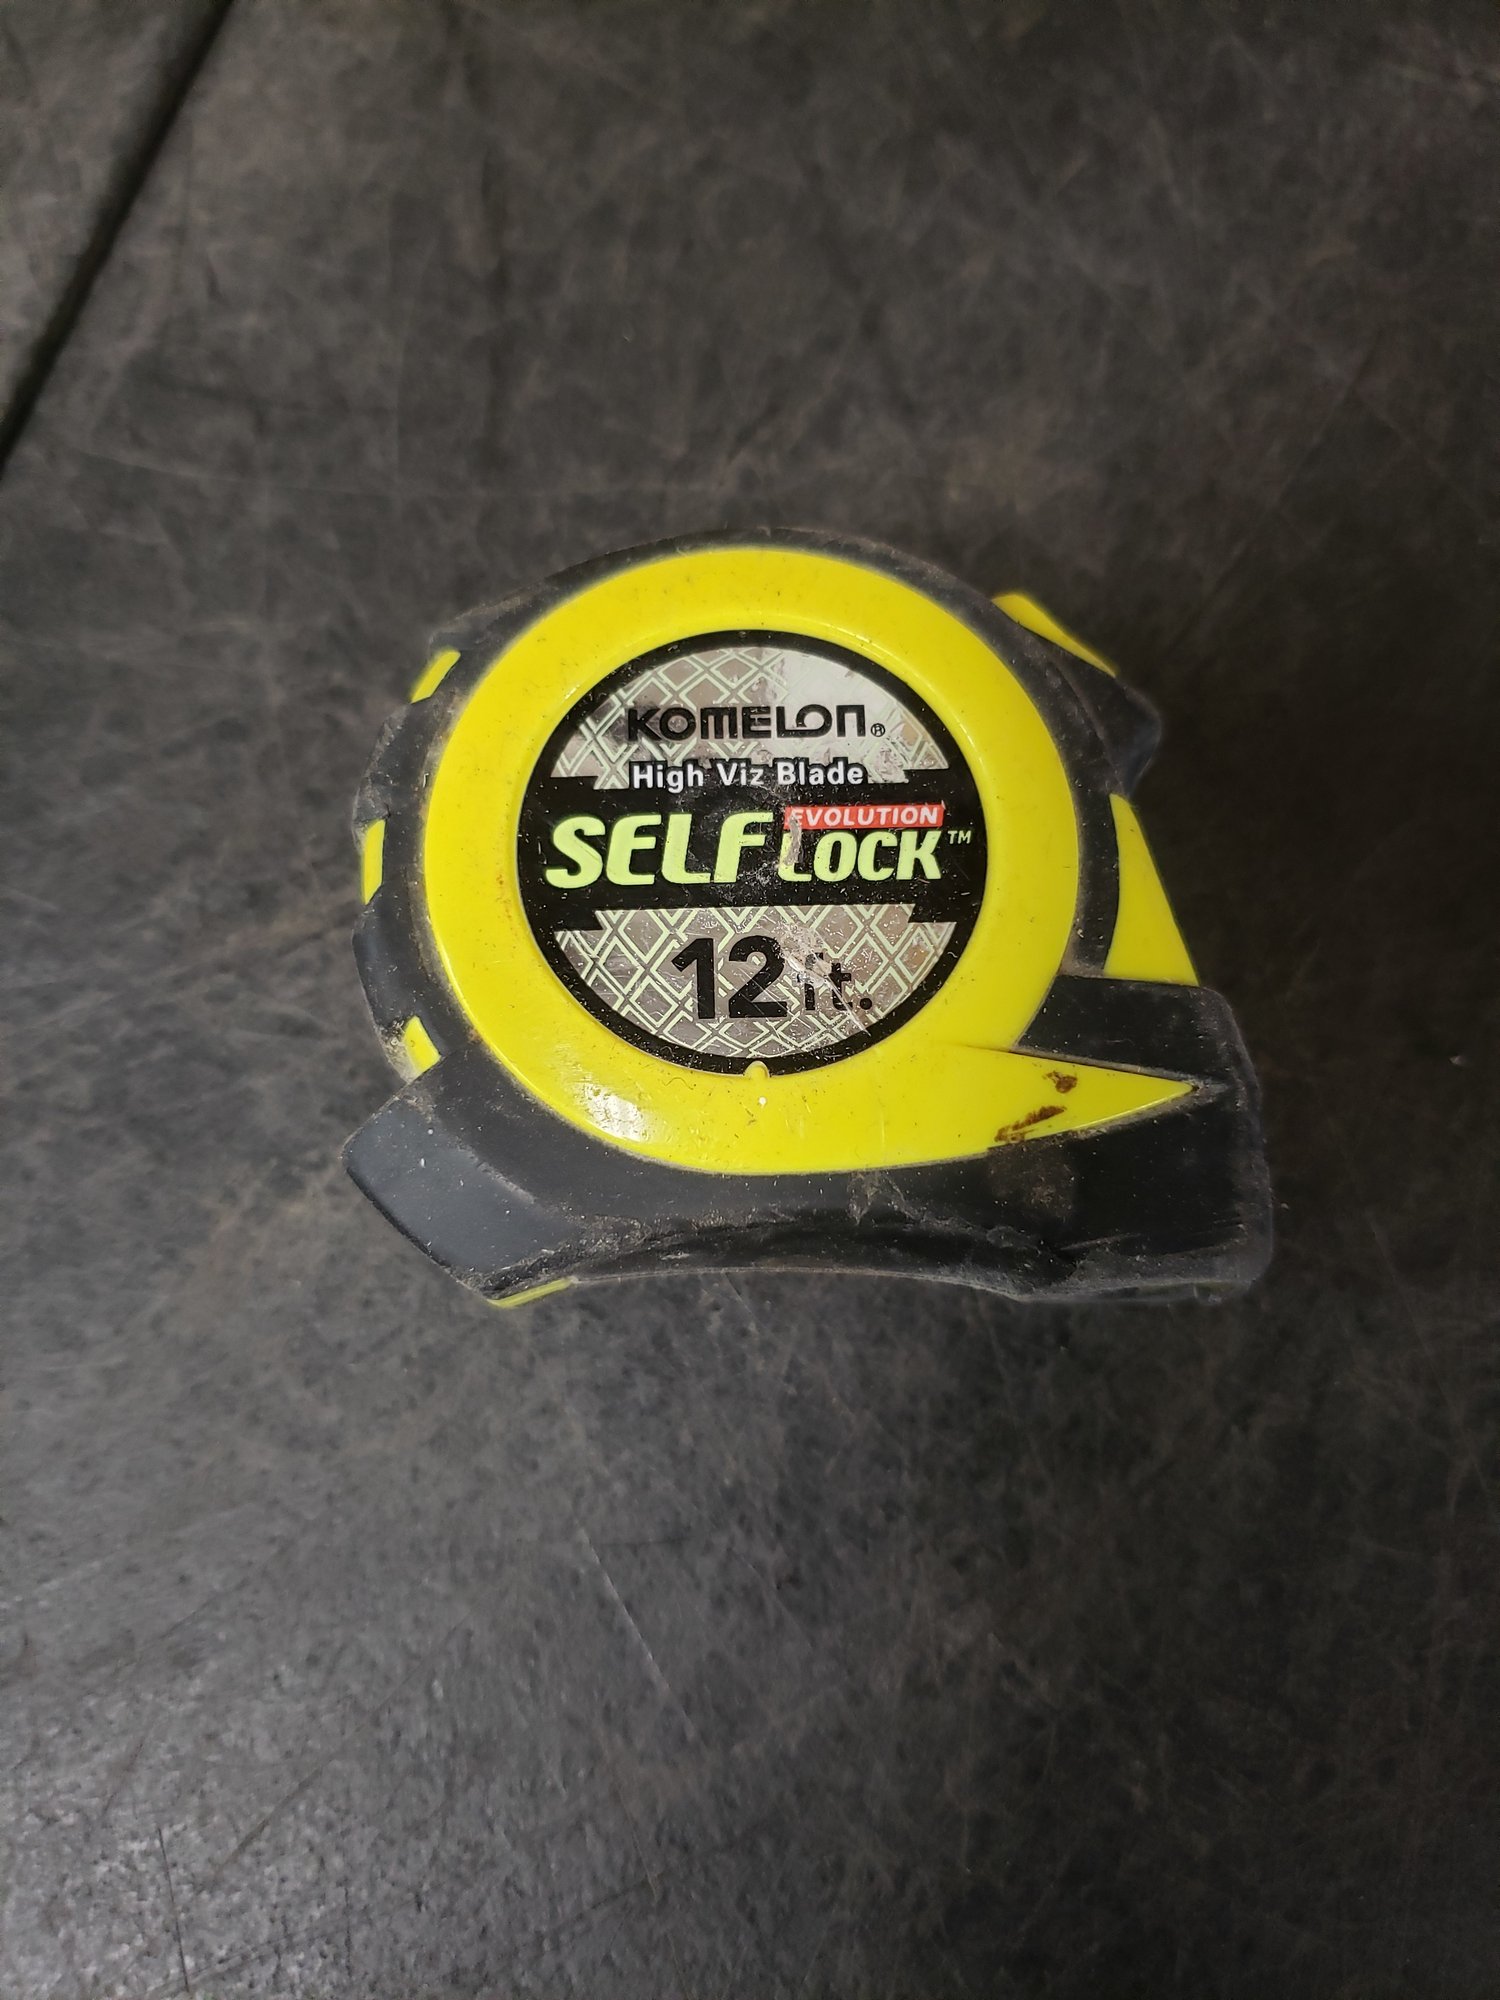 KOMELON®
High Viz Blade
EVOLUTION
SELF LOCK™
12 ft.